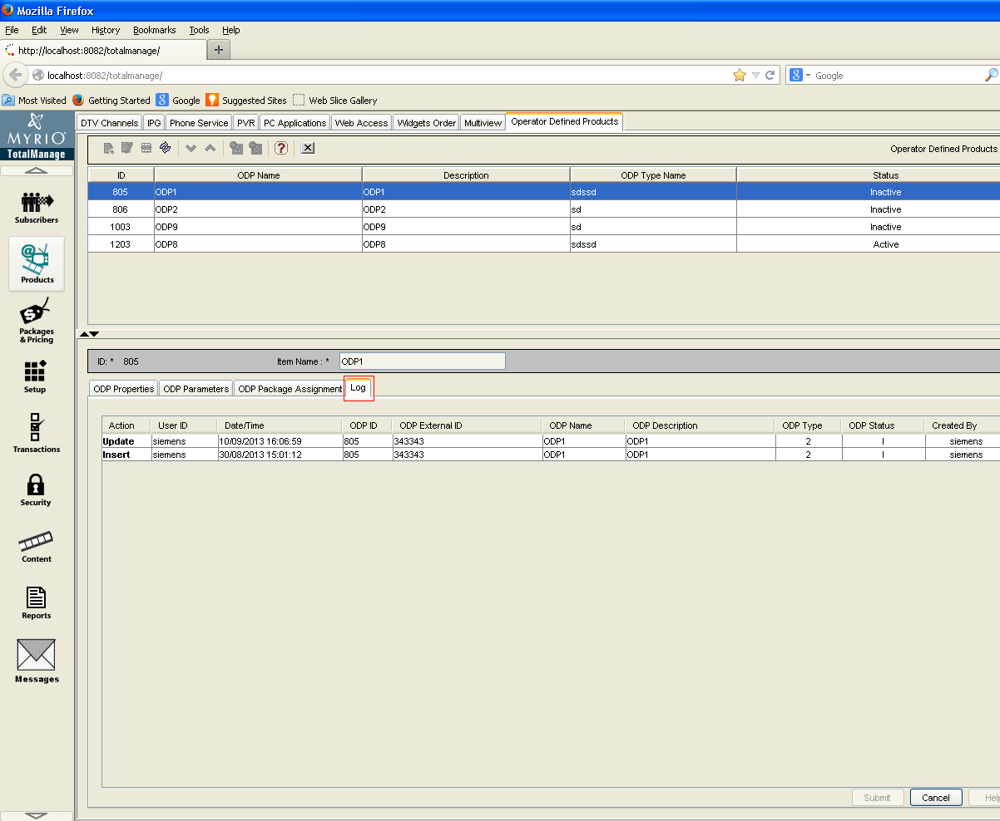 Mozilla Firefox
File Edit View History Bookmarks Tools Help
http://localhost:8082/totalmanage/
localhost:8082/totalmanage/
Google
Most Visited Getting Started Google Suggested Sites Web Slice Gallery
MYRIO
TotalManage
DTV Channels IPG Phone Service PVR PC Applications Web Access Widgets Order Multiview Operator Defined Products
Operator Defined Products
ID ODP Name Description ODP Type Name Status
805 ODP1 ODP1 sdssd Inactive
806 ODP2 ODP2 sd Inactive
1003 ODP9 ODP9 sd Inactive
1203 ODP8 ODP8 sdssd Active
Subscribers
Products
Packages
& Pricing
Setup
Transactions
Security
Content
Reports
Messages
ID: * 805 Item Name : * ODP1
ODP Properties ODP Parameters ODP Package Assignment Log
Action User ID Date/Time ODP ID ODP External ID ODP Name ODP Description ODP Type ODP Status Created By
Update siemens 10/09/2013 16:06:59 805 343343 ODP1 ODP1 2 I siemens
Insert siemens 30/08/2013 15:01:12 805 343343 ODP1 ODP1 2 I siemens
Submit Cancel Help